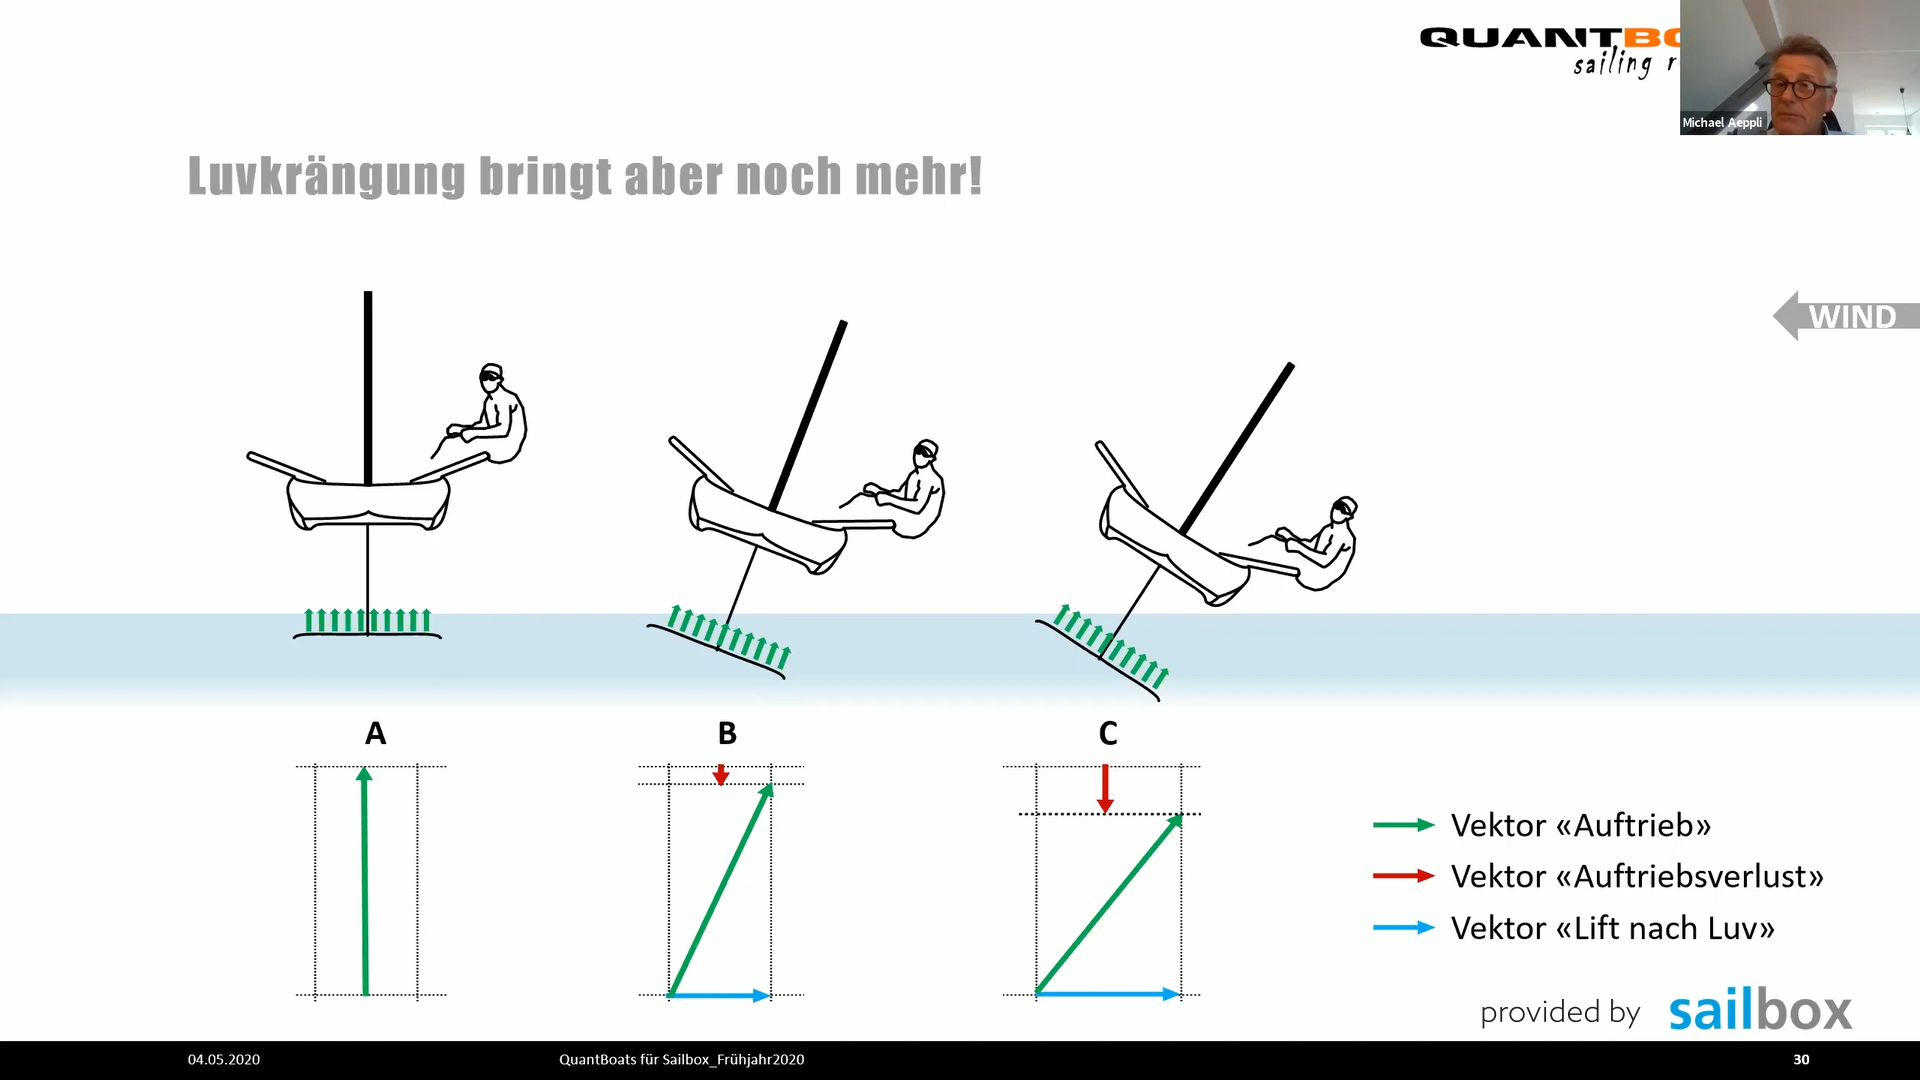 QUANTBO
sailing r
Michael Aeppli
Luvkrängung bringt aber noch mehr!
WIND
A
B
C
Vektor «Auftrieb»
Vektor «Auftriebsverlust»
Vektor «Lift nach Luv»
provided by sailbox
04.05.2020
QuantBoats für Sailbox_Frühjahr2020
30